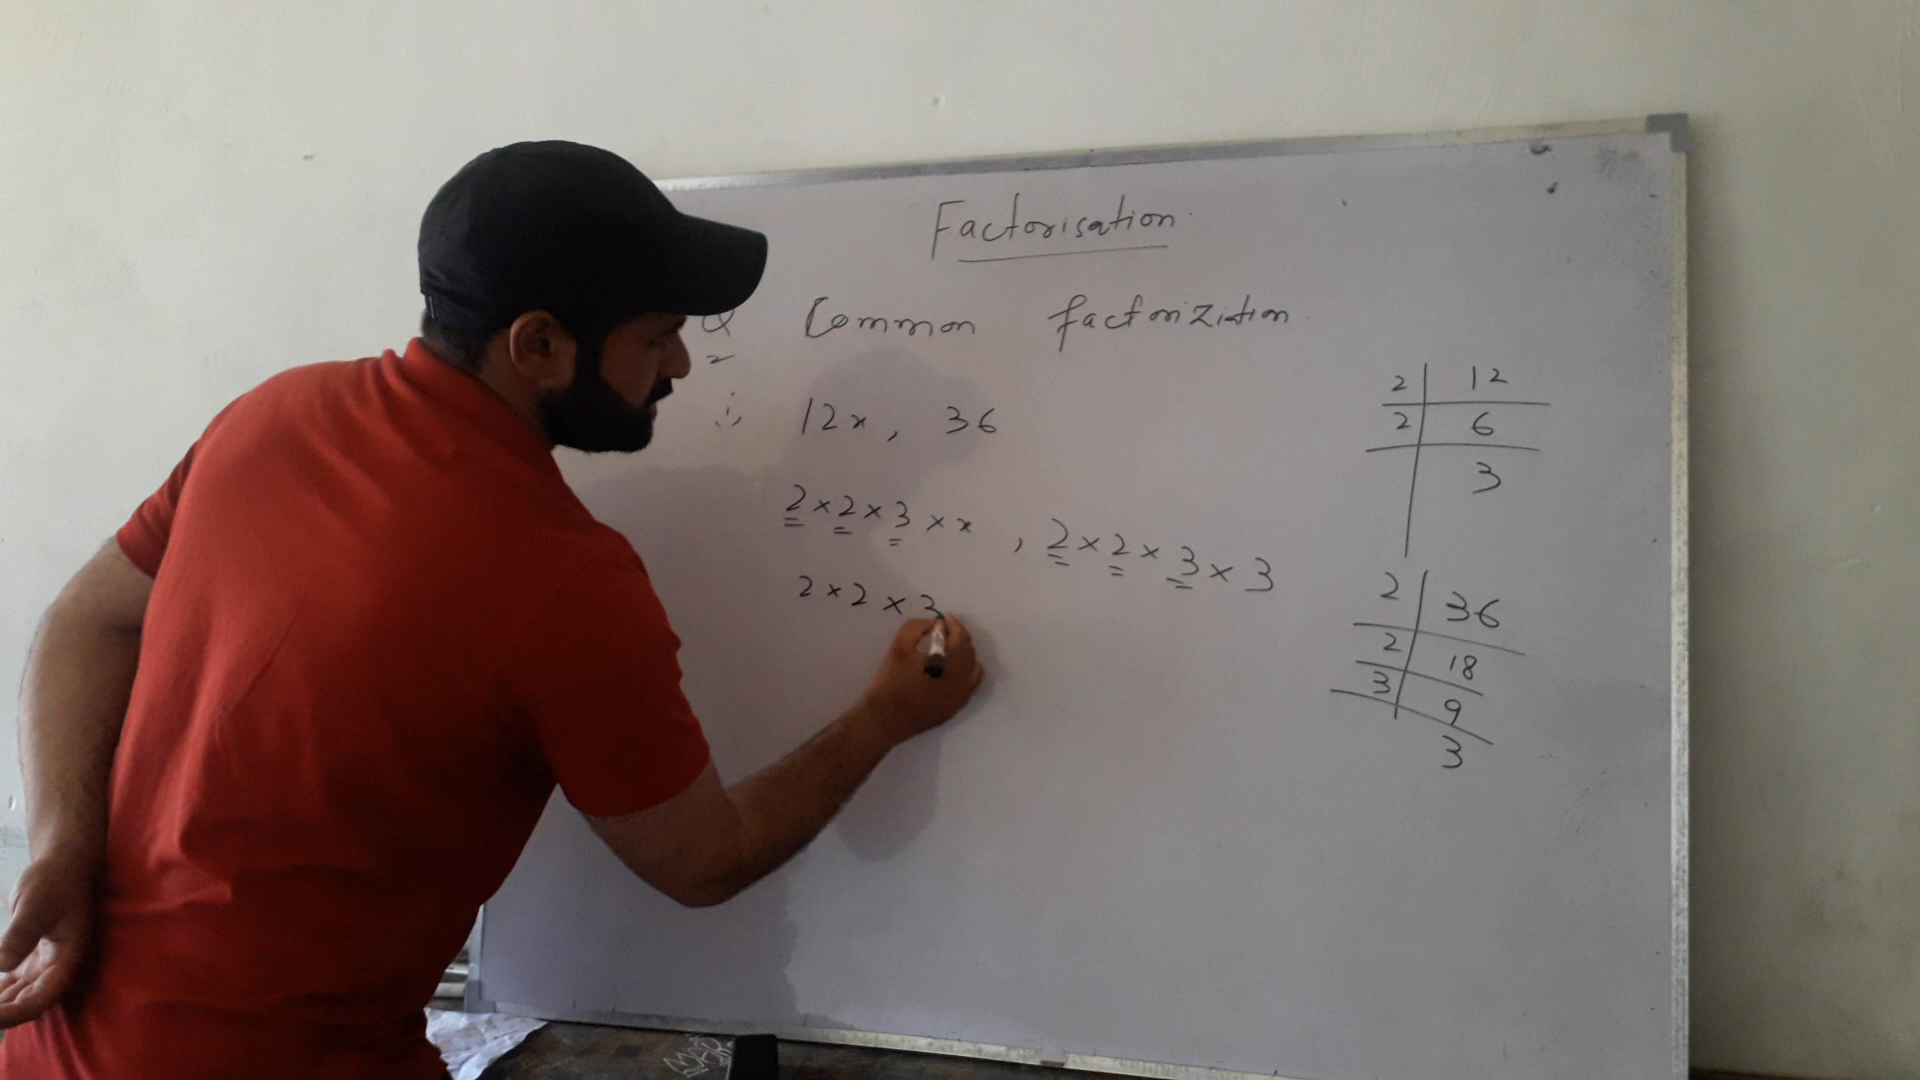 Factorisation
Q Common factoriziation
i, 12x, 36
2 × 2 × 3 × x , 2 × 2 × 3 × 3
2 × 2 × 3
2 | 12
2 | 6
3
2 | 36
2 | 18
3 | 9
3